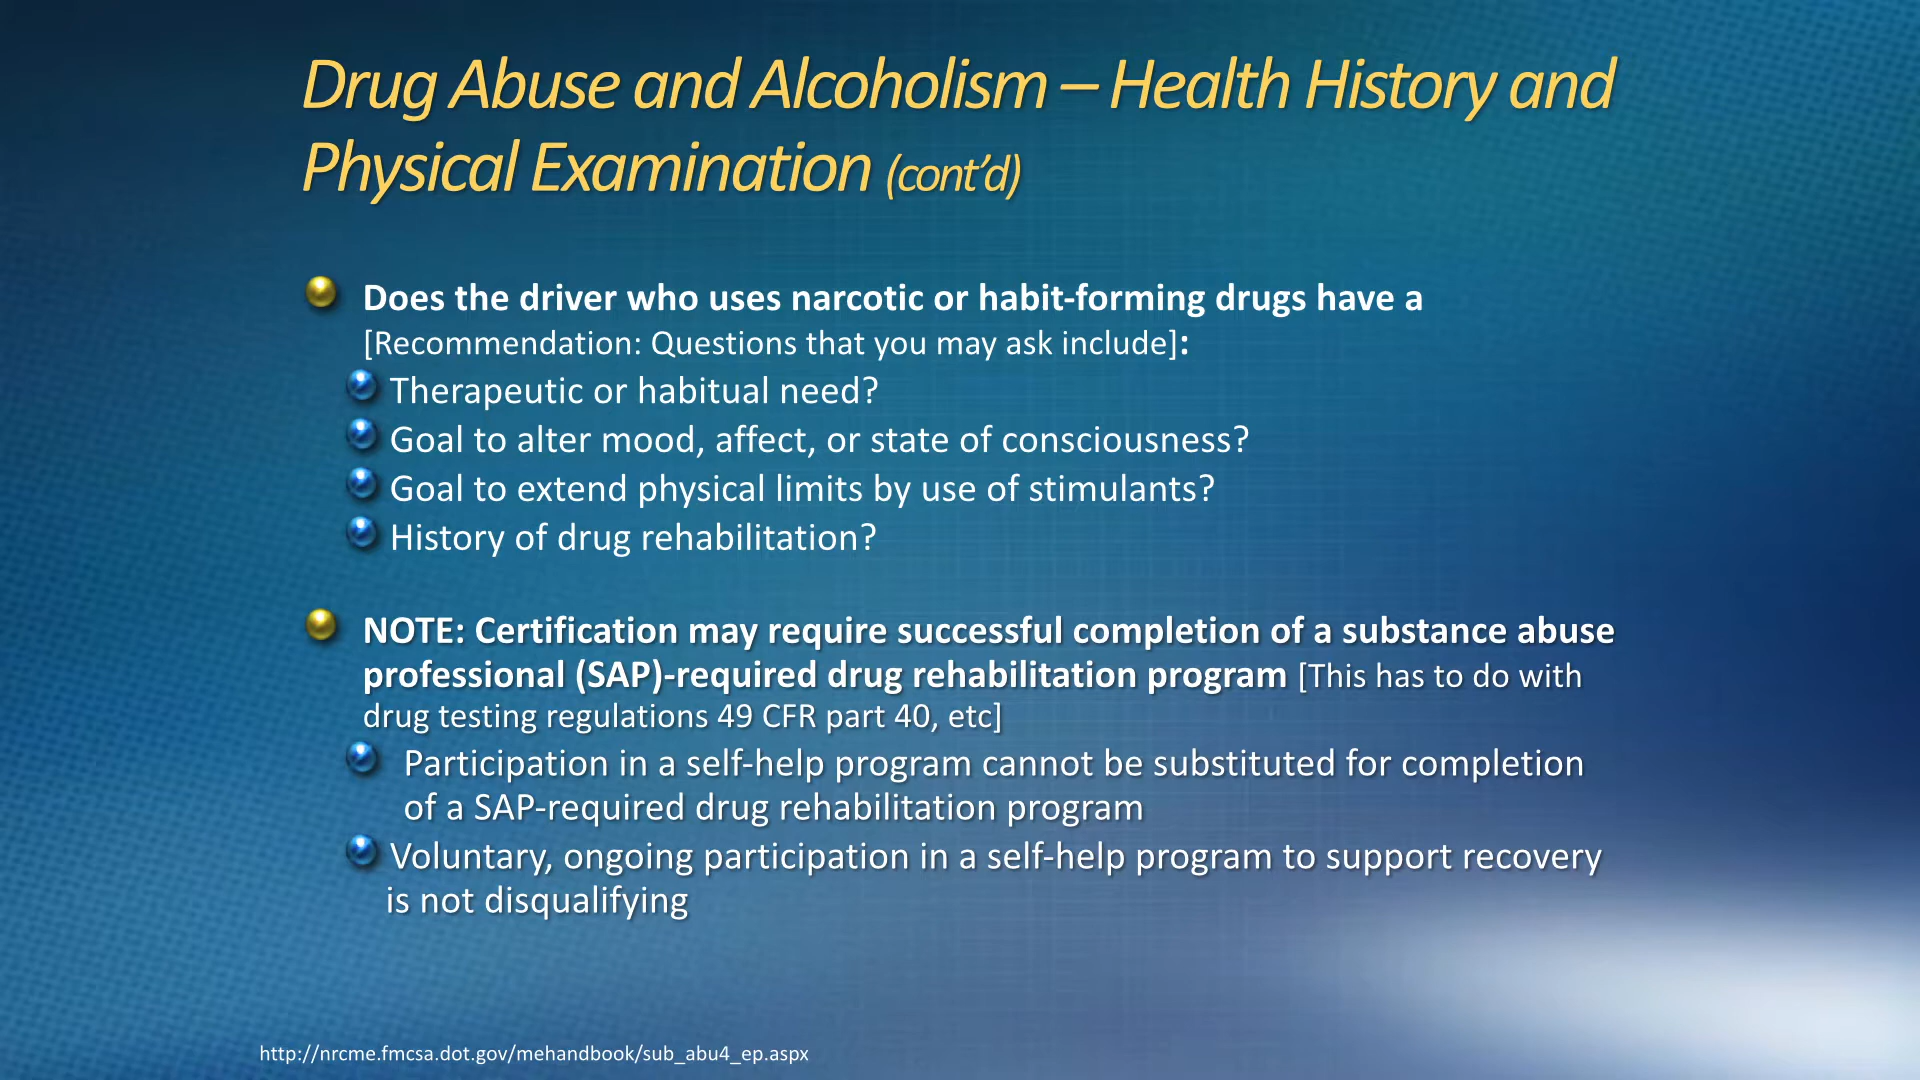 Drug Abuse and Alcoholism – Health History and
Physical Examination (cont’d)
Does the driver who uses narcotic or habit-forming drugs have a
[Recommendation: Questions that you may ask include]:
Therapeutic or habitual need?
Goal to alter mood, affect, or state of consciousness?
Goal to extend physical limits by use of stimulants?
History of drug rehabilitation?
NOTE: Certification may require successful completion of a substance abuse
professional (SAP)-required drug rehabilitation program [This has to do with
drug testing regulations 49 CFR part 40, etc]
Participation in a self-help program cannot be substituted for completion
of a SAP-required drug rehabilitation program
Voluntary, ongoing participation in a self-help program to support recovery
is not disqualifying
http://nrcme.fmcsa.dot.gov/mehandbook/sub_abu4_ep.aspx